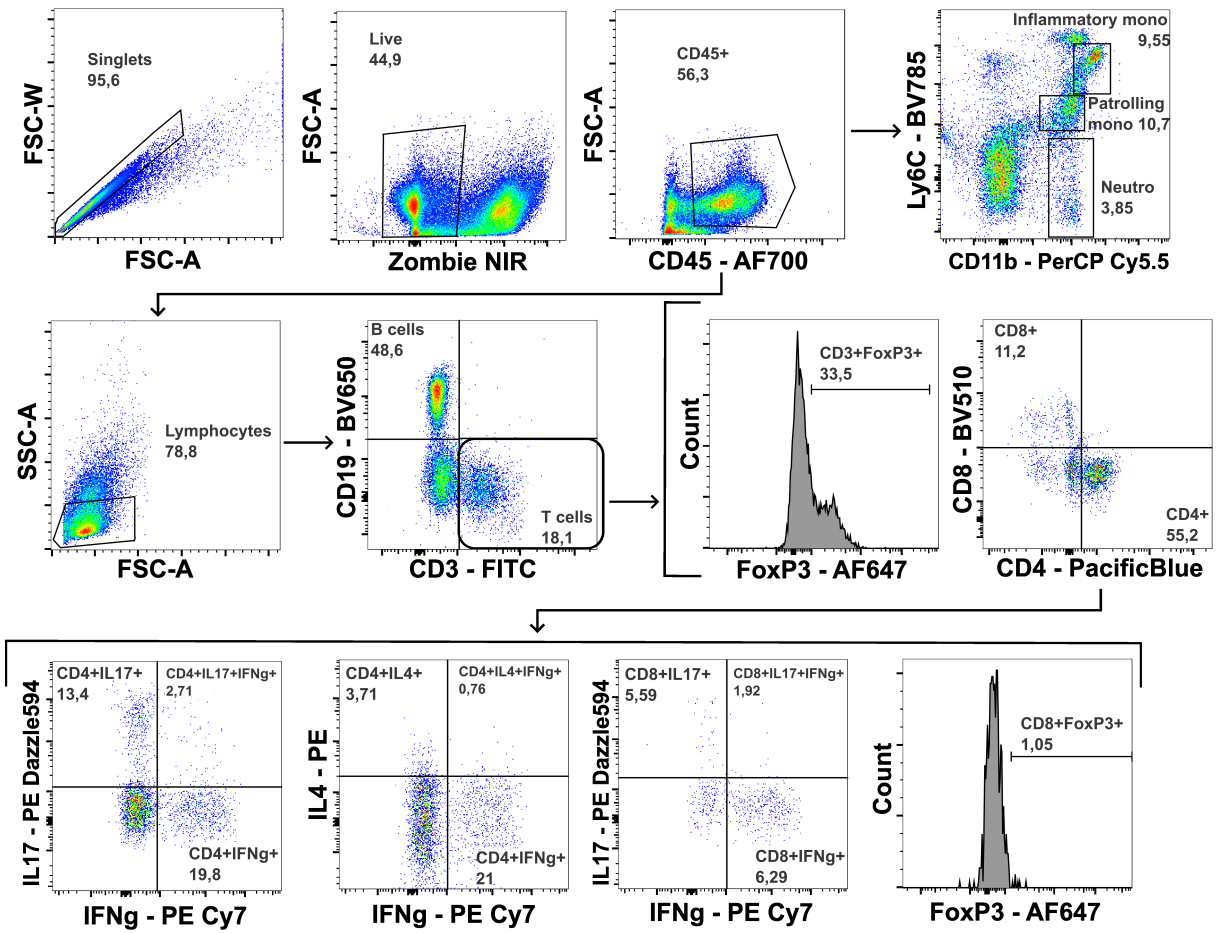 FSC-W
Singlets
95,6
FSC-A
FSC-A
Live
44,9
Zombie NIR
FSC-A
CD45+
56,3
CD45 - AF700
Ly6C - BV785
Inflammatory mono
9,55
Patrolling
mono 10,7
Neutro
3,85
CD11b - PerCP Cy5.5
SSC-A
Lymphocytes
78,8
FSC-A
CD19 - BV650
B cells
48,6
T cells
18,1
CD3 - FITC
Count
CD3+FoxP3+
33,5
FoxP3 - AF647
CD8 - BV510
CD8+
11,2
CD4+
55,2
CD4 - PacificBlue
IL17 - PE Dazzle594
CD4+IL17+
13,4
CD4+IL17+IFNg+
2,71
CD4+IFNg+
19,8
IFNg - PE Cy7
IL4 - PE
CD4+IL4+
3,71
CD4+IL4+IFNg+
0,76
CD4+IFNg+
21
IFNg - PE Cy7
IL17 - PE Dazzle594
CD8+IL17+
5,59
CD8+IL17+IFNg+
1,92
CD8+IFNg+
6,29
IFNg - PE Cy7
Count
CD8+FoxP3+
1,05
FoxP3 - AF647